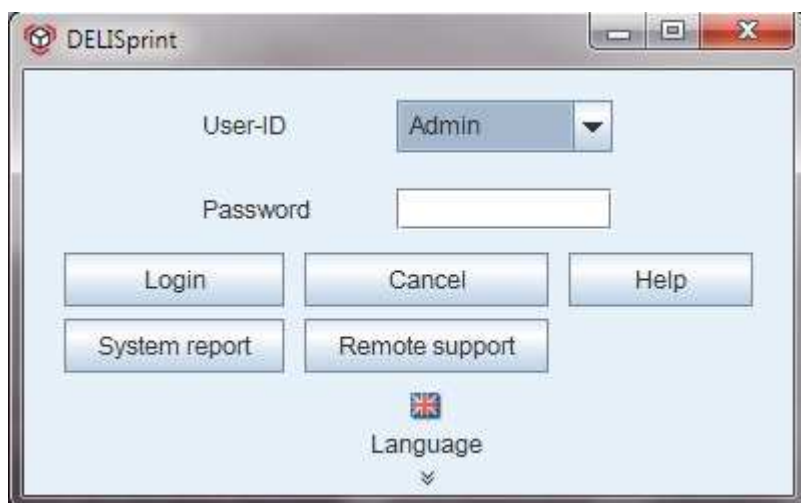 DELISprint
User-ID Admin
Password
Login Cancel Help
System report Remote support
Language